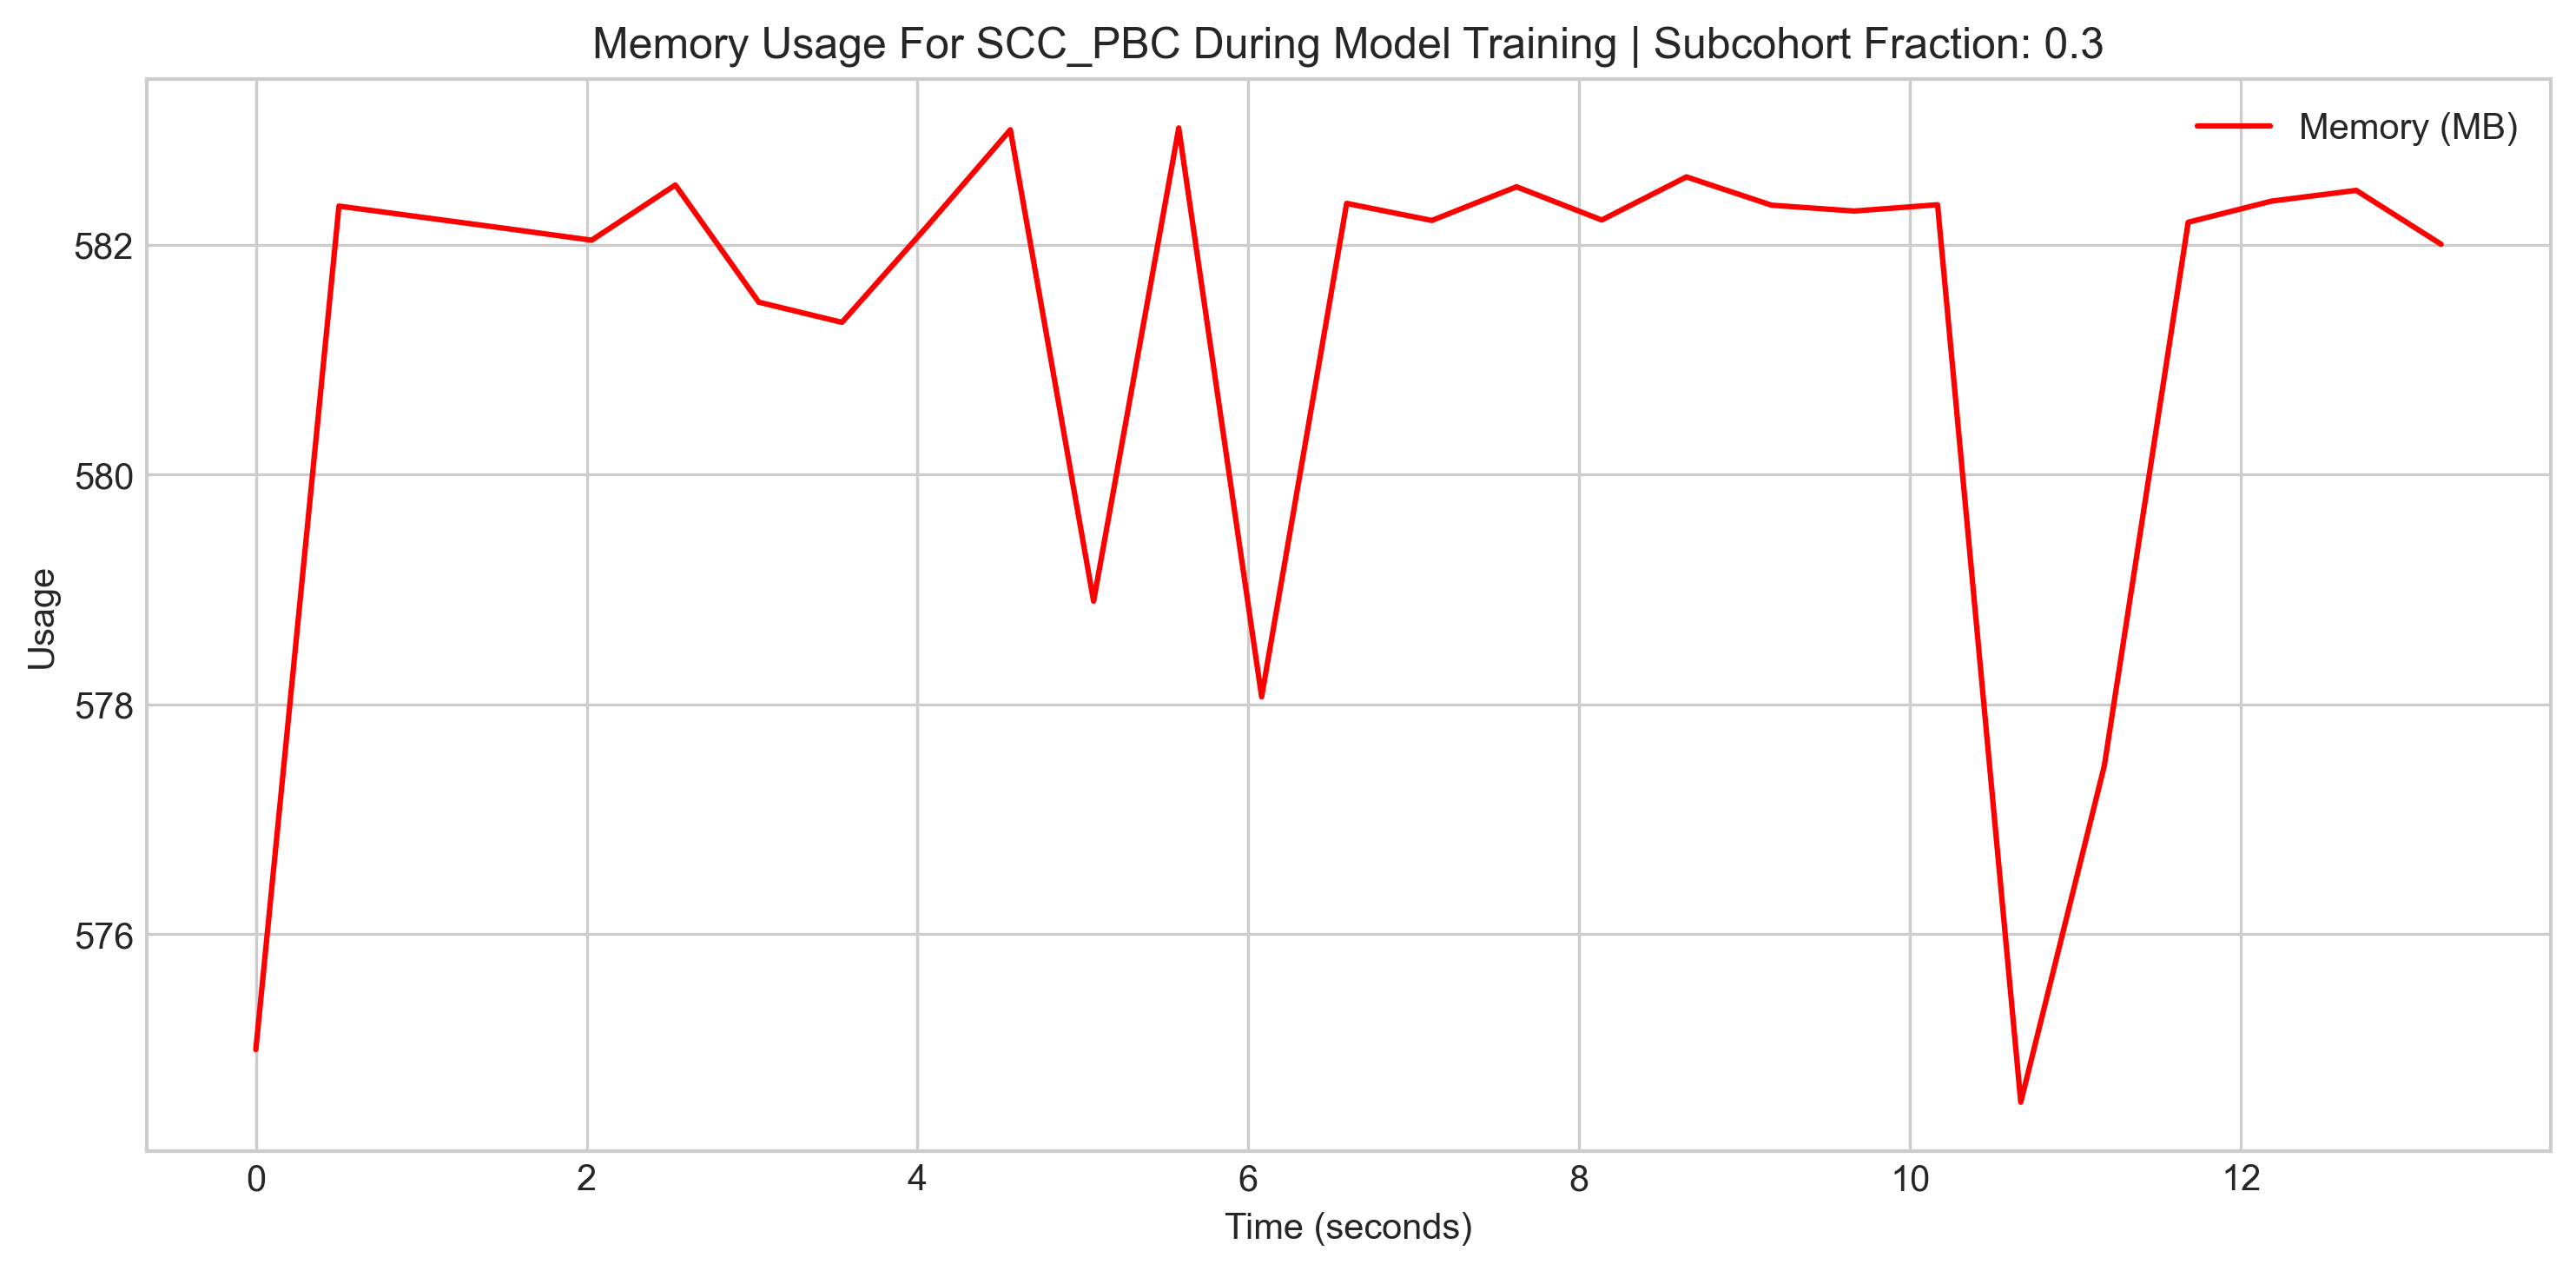 Memory Usage For SCC_PBC During Model Training | Subcohort Fraction: 0.3
Memory (MB)
582
580
578
576
Usage
0 2 4 6 8 10 12
Time (seconds)